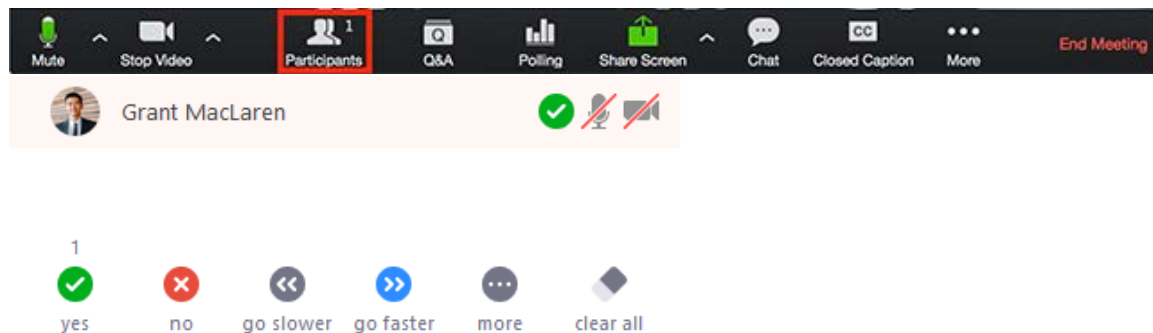 1
Mute Stop Video Participants Q&A Polling Share Screen Chat Closed Caption More End Meeting
Q
CC
Grant MacLaren
1
yes no go slower go faster more clear all